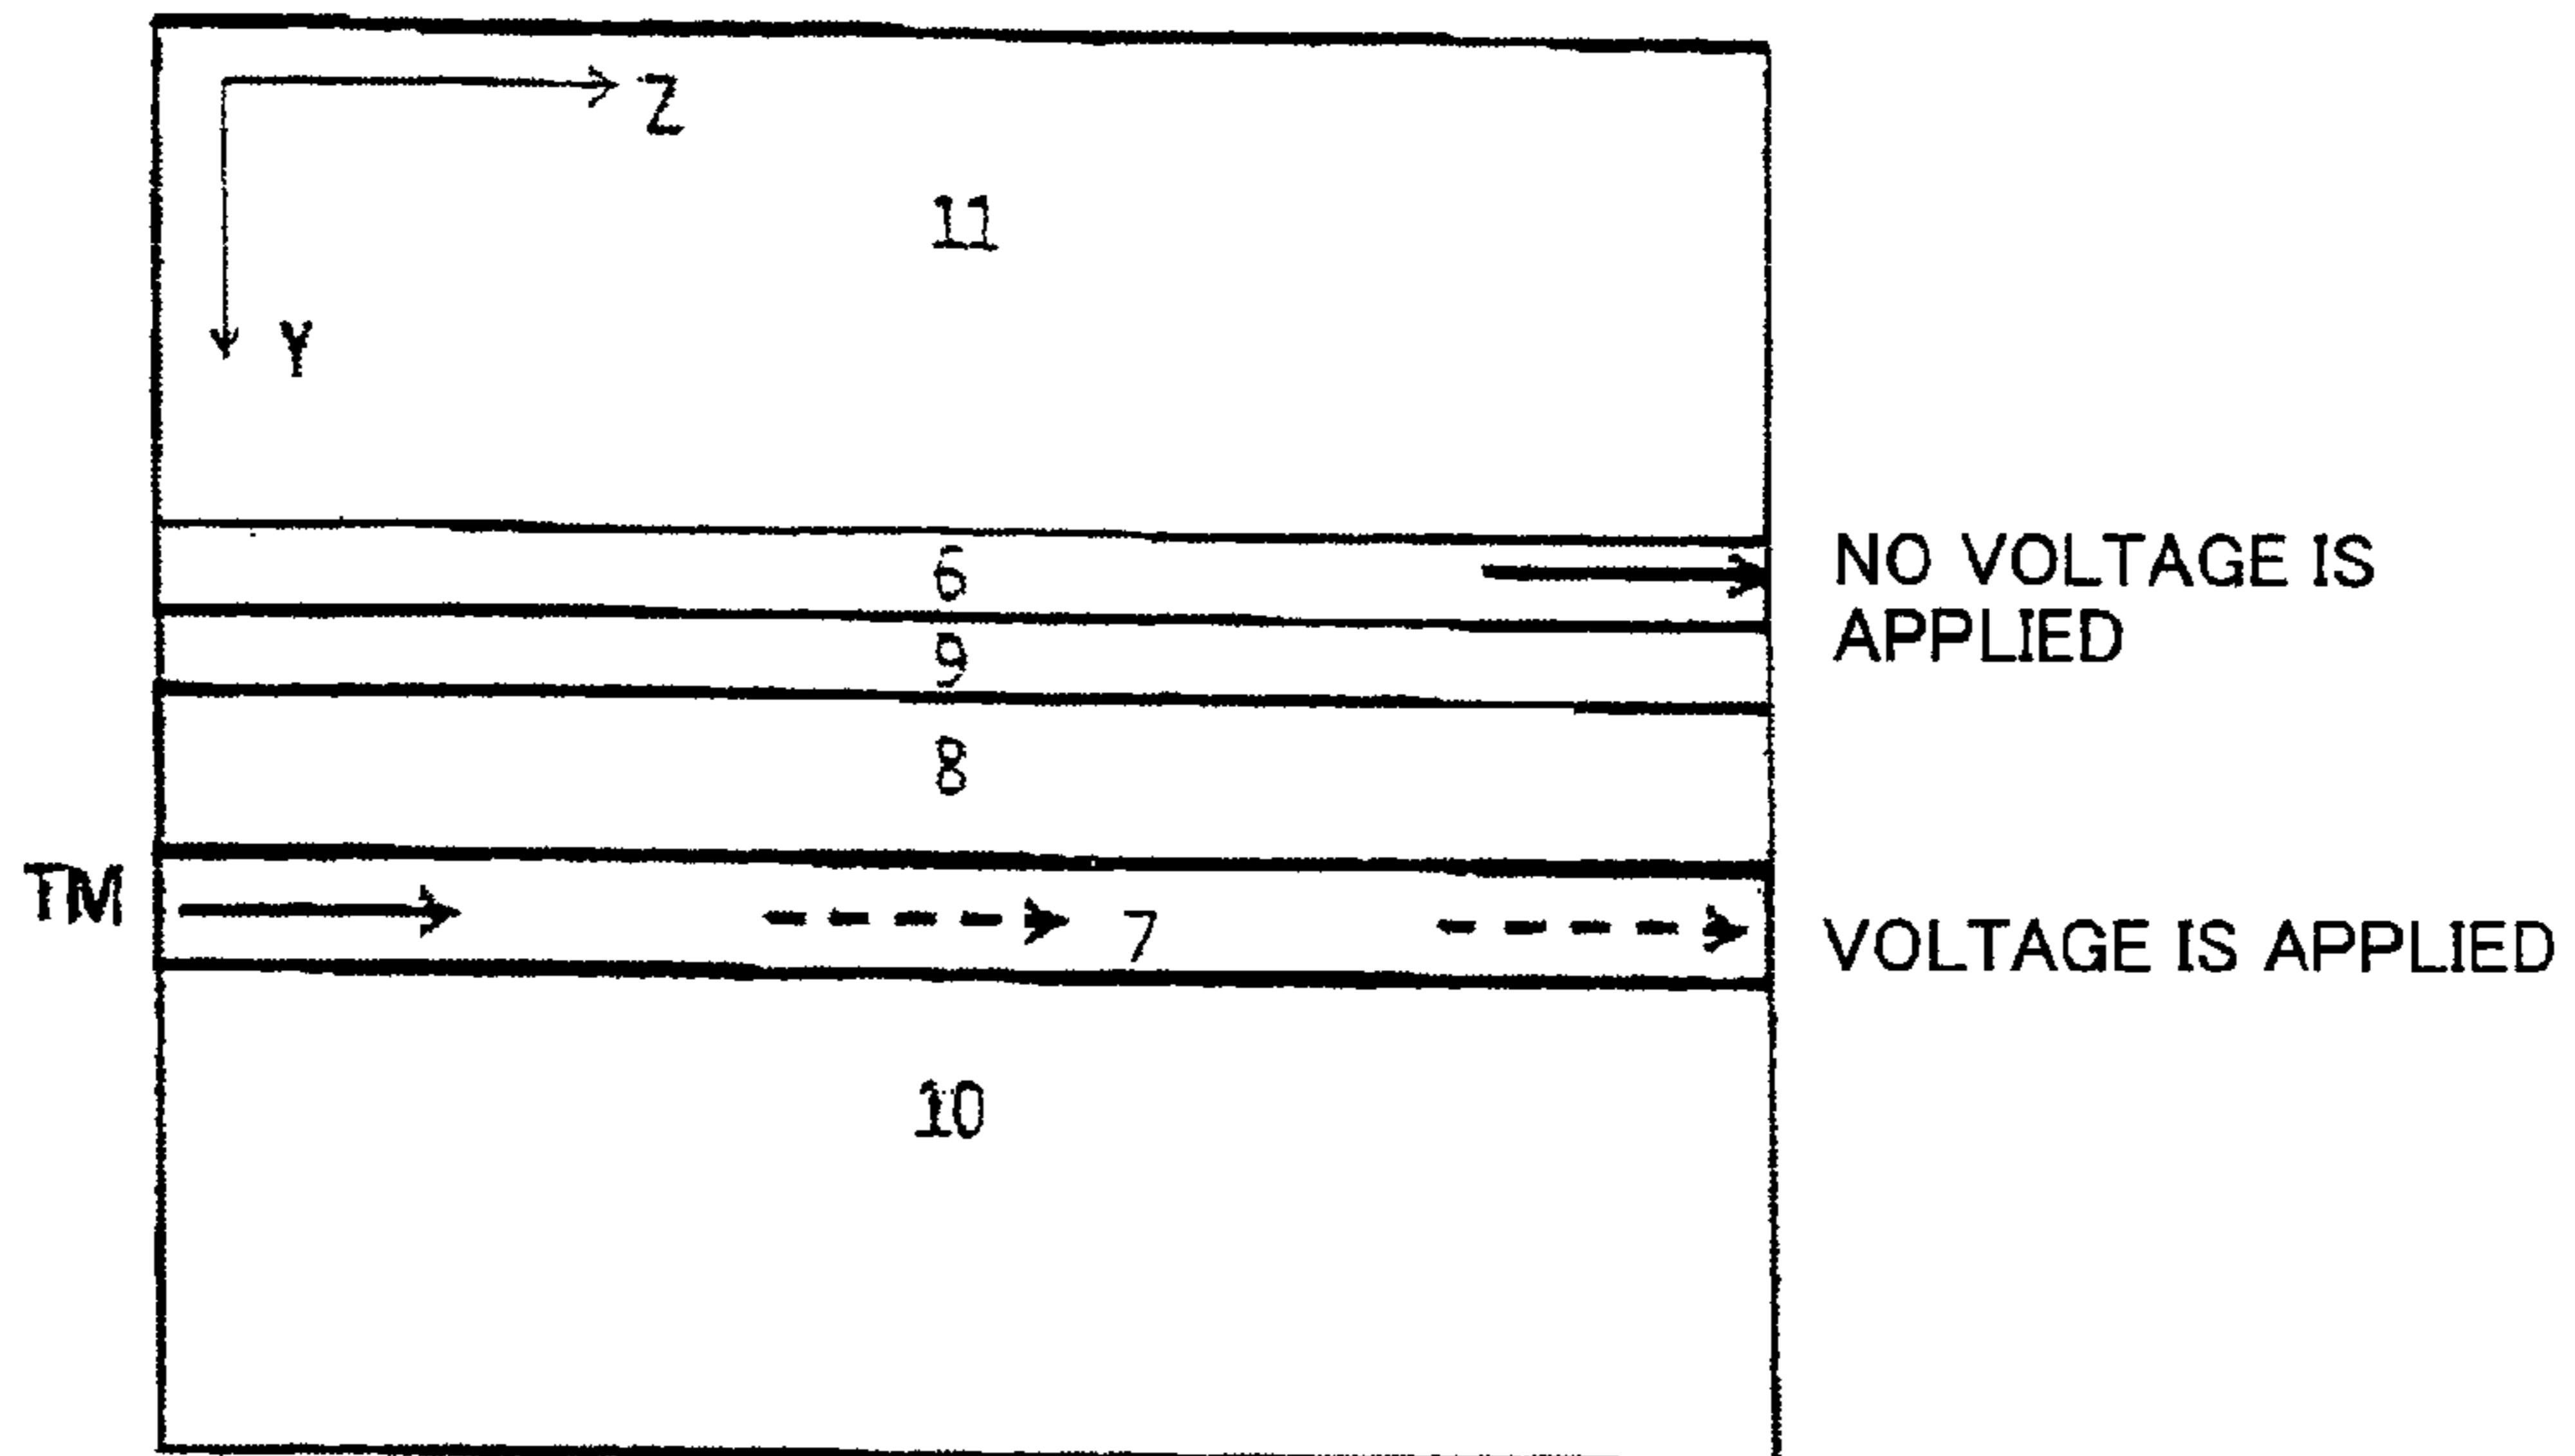 Z
11
Y
6
NO VOLTAGE IS
APPLIED
9
8
TM
7
VOLTAGE IS APPLIED
10